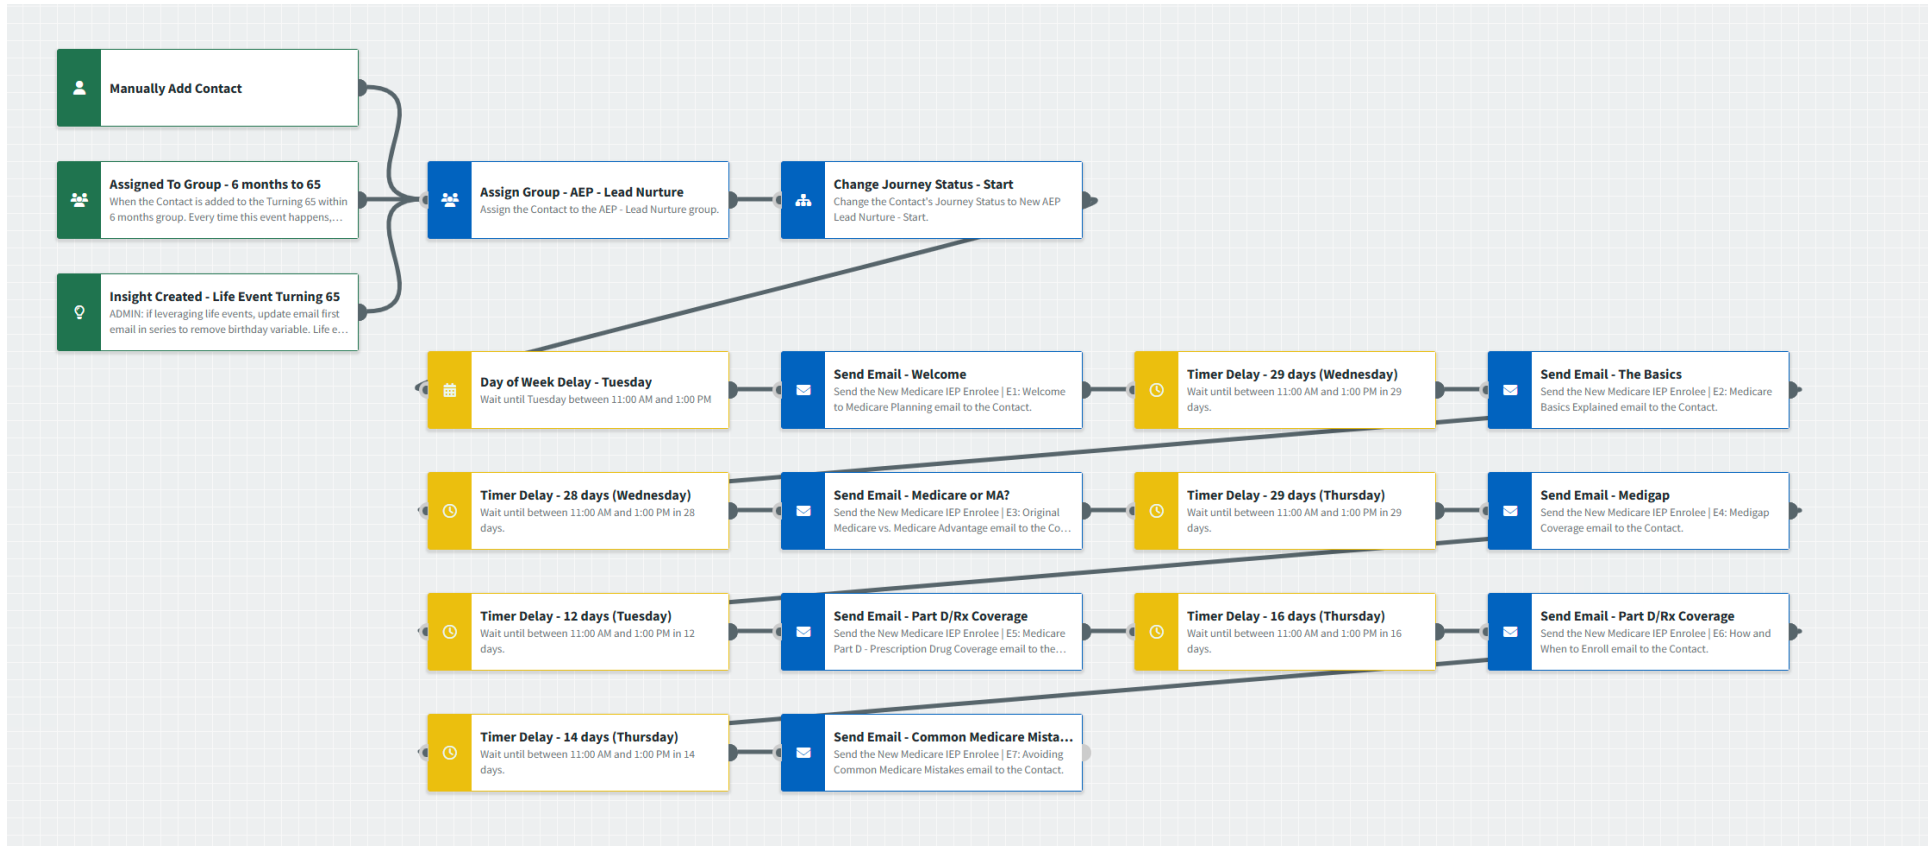 Manually Add Contact
Assigned To Group - 6 months to 65
When the Contact is added to the Turning 65 within
6 months group. Every time this event happens,...
Insight Created - Life Event Turning 65
ADMIN: if leveraging life events, update email first
email in series to remove birthday variable. Life e...
Assign Group - AEP - Lead Nurture
Assign the Contact to the AEP - Lead Nurture group.
Change Journey Status - Start
Change the Contact's Journey Status to New AEP
Lead Nurture - Start.
Day of Week Delay - Tuesday
Wait until Tuesday between 11:00 AM and 1:00 PM
Send Email - Welcome
Send the New Medicare IEP Enrolee | E1: Welcome
to Medicare Planning email to the Contact.
Timer Delay - 29 days (Wednesday)
Wait until between 11:00 AM and 1:00 PM in 29
days.
Send Email - The Basics
Send the New Medicare IEP Enrolee | E2: Medicare
Basics Explained email to the Contact.
Timer Delay - 28 days (Wednesday)
Wait until between 11:00 AM and 1:00 PM in 28
days.
Send Email - Medicare or MA?
Send the New Medicare IEP Enrolee | E3: Original
Medicare vs. Medicare Advantage email to the Co...
Timer Delay - 29 days (Thursday)
Wait until between 11:00 AM and 1:00 PM in 29
days.
Send Email - Medigap
Send the New Medicare IEP Enrolee | E4: Medigap
Coverage email to the Contact.
Timer Delay - 12 days (Tuesday)
Wait until between 11:00 AM and 1:00 PM in 12
days.
Send Email - Part D/Rx Coverage
Send the New Medicare IEP Enrolee | E5: Medicare
Part D - Prescription Drug Coverage email to the...
Timer Delay - 16 days (Thursday)
Wait until between 11:00 AM and 1:00 PM in 16
days.
Send Email - Part D/Rx Coverage
Send the New Medicare IEP Enrolee | E6: How and
When to Enroll email to the Contact.
Timer Delay - 14 days (Thursday)
Wait until between 11:00 AM and 1:00 PM in 14
days.
Send Email - Common Medicare Mista...
Send the New Medicare IEP Enrolee | E7: Avoiding
Common Medicare Mistakes email to the Contact.